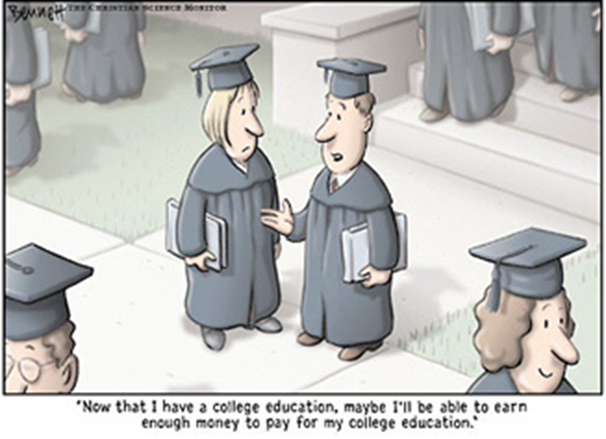 Bennett THE CHRISTIAN SCIENCE MONITOR
"Now that I have a college education, maybe I'll be able to earn
enough money to pay for my college education."